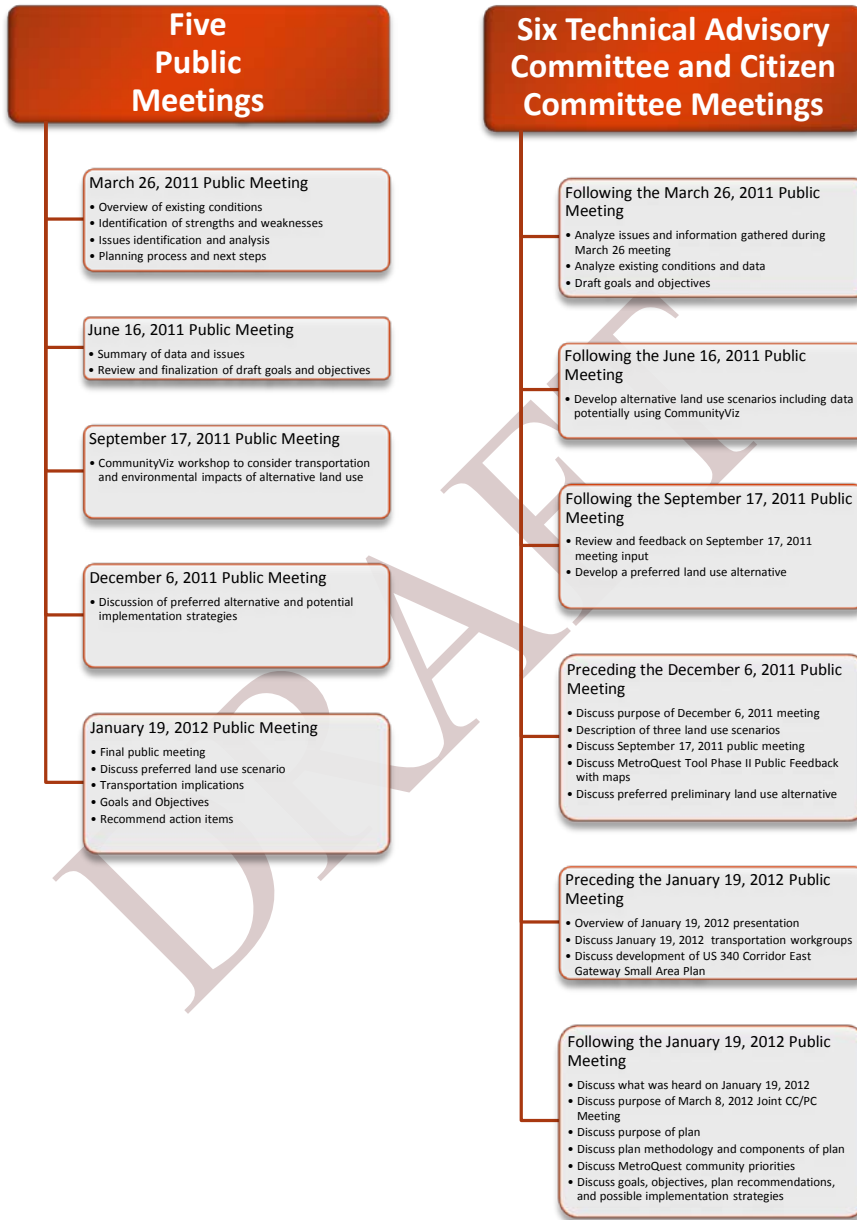 Five
Public
Meetings
March 26, 2011 Public Meeting
• Overview of existing conditions
• Identification of strengths and weaknesses
• Issues identification and analysis
• Planning process and next steps
June 16, 2011 Public Meeting
• Summary of data and issues
• Review and finalization of draft goals and objectives
September 17, 2011 Public Meeting
• CommunityViz workshop to consider transportation
and environmental impacts of alternative land use
December 6, 2011 Public Meeting
• Discussion of preferred alternative and potential
implementation strategies
January 19, 2012 Public Meeting
• Final public meeting
• Discuss preferred land use scenario
• Transportation implications
• Goals and Objectives
• Recommend action items
Six Technical Advisory
Committee and Citizen
Committee Meetings
Following the March 26, 2011 Public
Meeting
• Analyze issues and information gathered during
March 26 meeting
• Analyze existing conditions and data
• Draft goals and objectives
Following the June 16, 2011 Public
Meeting
• Develop alternative land use scenarios including data
potentially using CommunityViz
Following the September 17, 2011 Public
Meeting
• Review and feedback on September 17, 2011
meeting input
• Develop a preferred land use alternative
Preceding the December 6, 2011 Public
Meeting
• Discuss purpose of December 6, 2011 meeting
• Description of three land use scenarios
• Discuss September 17, 2011 public meeting
• Discuss MetroQuest Tool Phase II Public Feedback
with maps
• Discuss preferred preliminary land use alternative
Preceding the January 19, 2012 Public
Meeting
• Overview of January 19, 2012 presentation
• Discuss January 19, 2012 transportation workgroups
• Discuss development of US 340 Corridor East
Gateway Small Area Plan
Following the January 19, 2012 Public
Meeting
• Discuss what was heard on January 19, 2012
• Discuss purpose of March 8, 2012 Joint CC/PC
Meeting
• Discuss purpose of plan
• Discuss plan methodology and components of plan
• Discuss MetroQuest community priorities
• Discuss goals, objectives, plan recommendations,
and possible implementation strategies
DRAFT